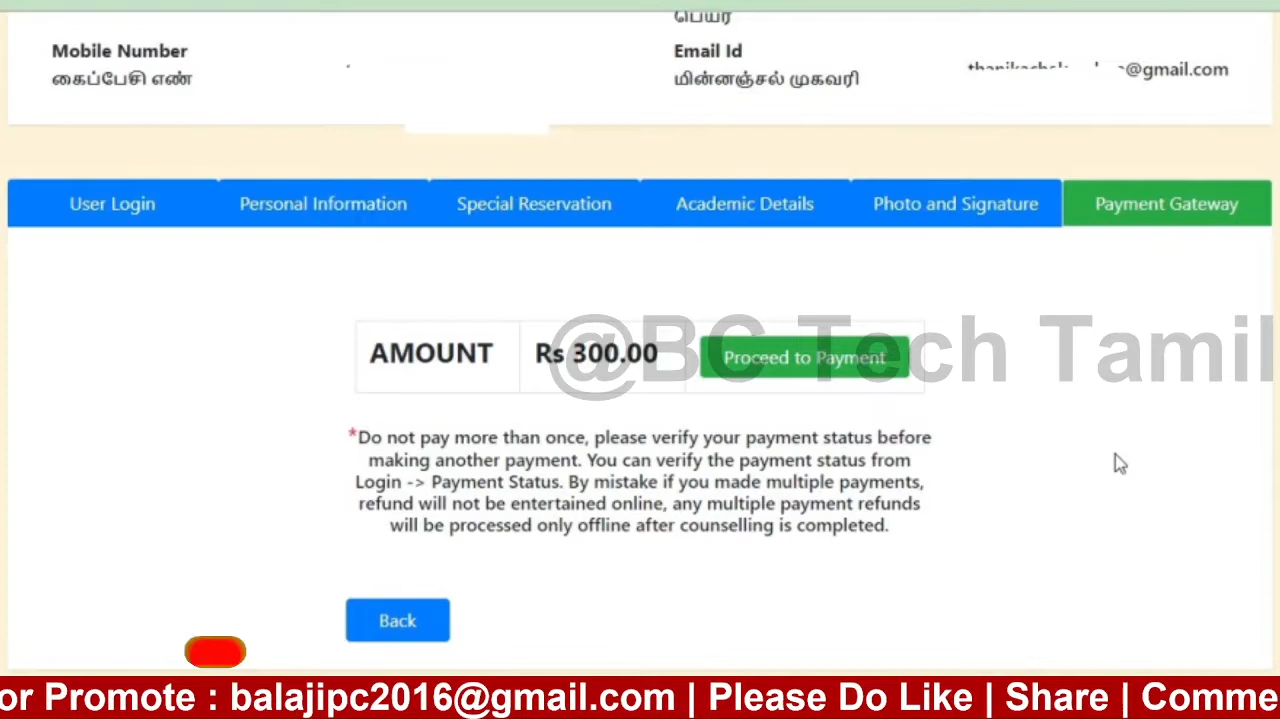 பெயர்
Mobile Number
கைப்பேசி எண்
Email Id
மின்னஞ்சல் முகவரி
@gmail.com
User Login
Personal Information
Special Reservation
Academic Details
Photo and Signature
Payment Gateway
AMOUNT
Rs 300.00
Proceed to Payment
@BC Tech Tamil
*Do not pay more than once, please verify your payment status before
making another payment. You can verify the payment status from
Login -> Payment Status. By mistake if you made multiple payments,
refund will not be entertained online, any multiple payment refunds
will be processed only offline after counselling is completed.
Back
or Promote : balajipc2016@gmail.com | Please Do Like | Share | Comme